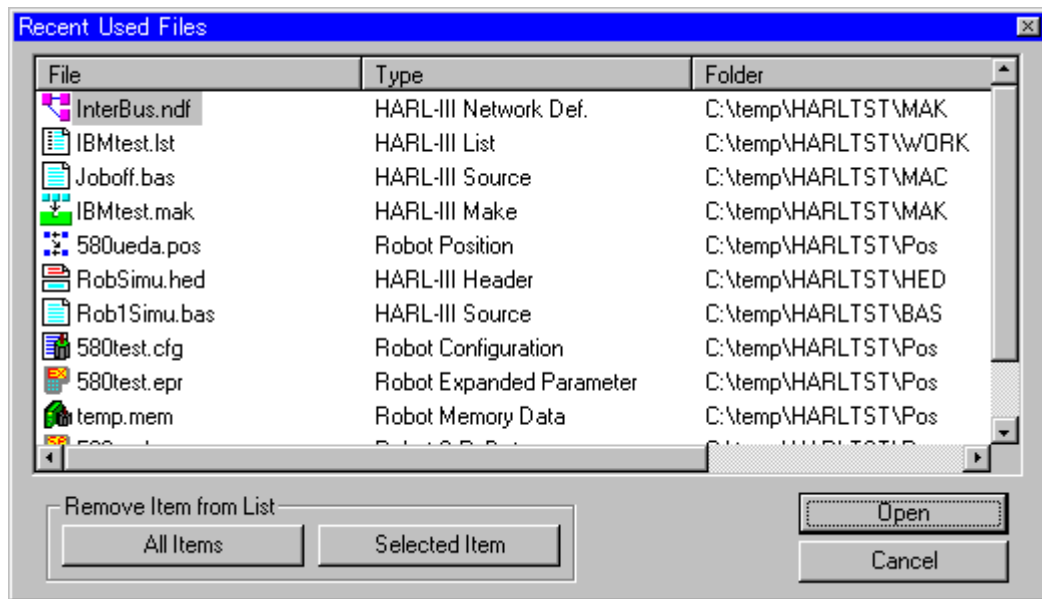 Recent Used Files
File Type Folder
InterBus.ndf HARL-III Network Def. C:\temp\HARLTST\MAK
IBMtest.lst HARL-III List C:\temp\HARLTST\WORK
Joboff.bas HARL-III Source C:\temp\HARLTST\MAC
IBMtest.mak HARL-III Make C:\temp\HARLTST\MAK
580ueda.pos Robot Position C:\temp\HARLTST\Pos
RobSimu.hed HARL-III Header C:\temp\HARLTST\HED
Rob1Simu.bas HARL-III Source C:\temp\HARLTST\BAS
580test.cfg Robot Configuration C:\temp\HARLTST\Pos
580test.epr Robot Expanded Parameter C:\temp\HARLTST\Pos
temp.mem Robot Memory Data C:\temp\HARLTST\Pos
Remove Item from List
All Items Selected Item
Open
Cancel